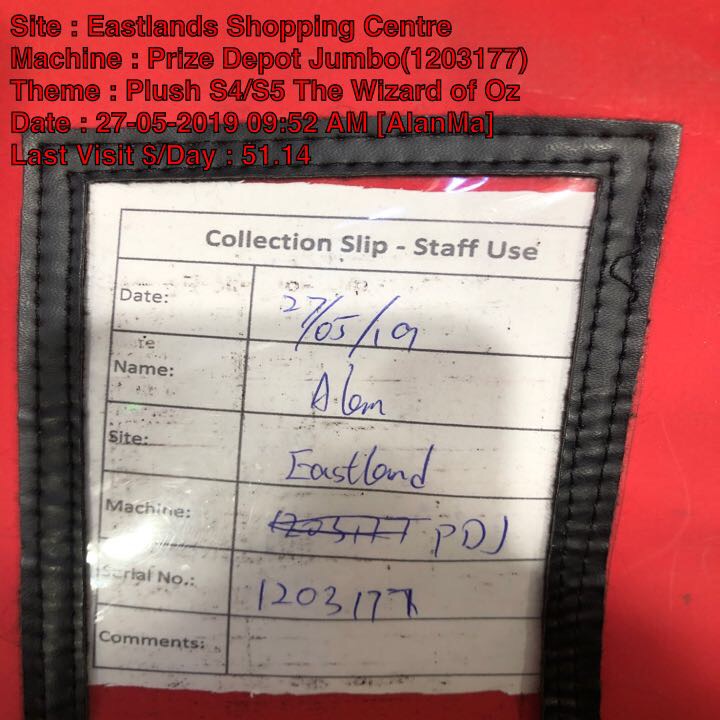 Site : Eastlands Shopping Centre
Machine : Prize Depot Jumbo(1203177)
Theme : Plush S4/S5 The Wizard of Oz
Date : 27-05-2019 09:52 AM [AlanMa]
Last Visit $/Day : 51.14
Collection Slip - Staff Use
Date: 27/05/19
te
Name: Alan
Site: Eastland
Machine: 1203177 PDJ
Serial No.: 1203177
Comments: